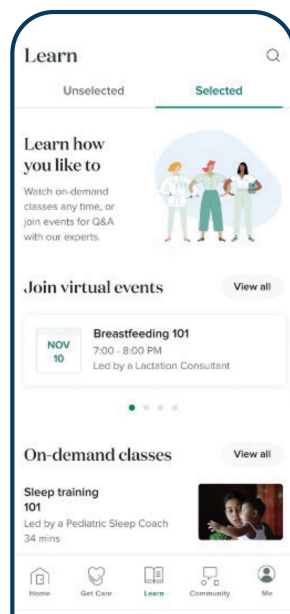 Learn
Unselected Selected
Learn how
you like to
Watch on-demand
classes any time, or
join events for Q&A
with our experts.
Join virtual events View all
NOV
10
Breastfeeding 101
7:00 - 8:00 PM
Led by a Lactation Consultant
On-demand classes View all
Sleep training
101
Led by a Pediatric Sleep Coach
34 mins
Home Get Care Learn Community Me